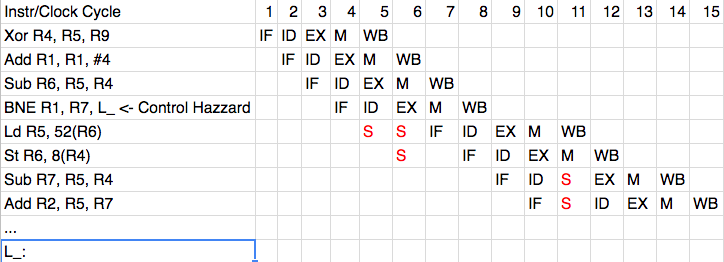 Instr/Clock Cycle 1 2 3 4 5 6 7 8 9 10 11 12 13 14 15
Xor R4, R5, R9 IF ID EX M WB
Add R1, R1, #4 IF ID EX M WB
Sub R6, R5, R4 IF ID EX M WB
BNE R1, R7, L_ <- Control Hazzard IF ID EX M WB
Ld R5, 52(R6) S S IF ID EX M WB
St R6, 8(R4) S IF ID EX M WB
Sub R7, R5, R4 IF ID S EX M WB
Add R2, R5, R7 IF S ID EX M WB
...
L_: